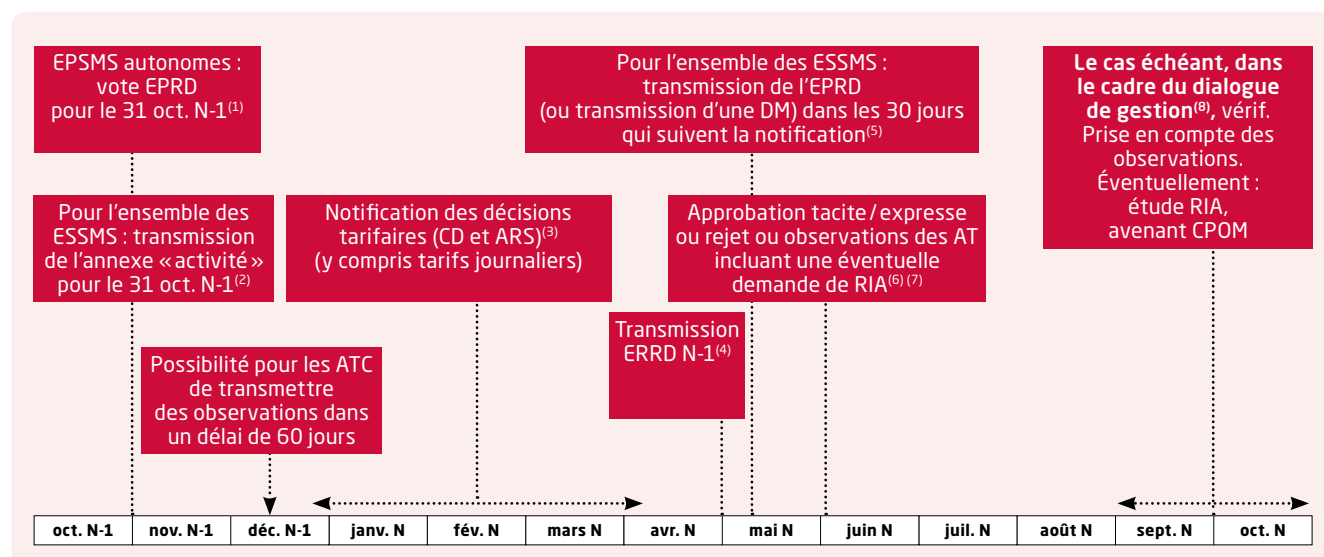 EPSMS autonomes :
vote EPRD
pour le 31 oct. N-1(1)
Pour l'ensemble des ESSMS :
transmission de l'EPRD
(ou transmission d'une DM) dans les 30 jours
qui suivent la notification(5)
Le cas échéant, dans
le cadre du dialogue
de gestion(8), vérif.
Prise en compte des
observations.
Éventuellement :
étude RIA,
avenant CPOM
Pour l'ensemble des
ESSMS : transmission
de l'annexe « activité »
pour le 31 oct. N-1(2)
Notification des décisions
tarifaires (CD et ARS)(3)
(y compris tarifs journaliers)
Approbation tacite / expresse
ou rejet ou observations des AT
incluant une éventuelle
demande de RIA(6) (7)
Transmission
ERRD N-1(4)
Possibilité pour les ATC
de transmettre
des observations dans
un délai de 60 jours
oct. N-1 nov. N-1 déc. N-1 janv. N fév. N mars N avr. N mai N juin N juil. N août N sept. N oct. N